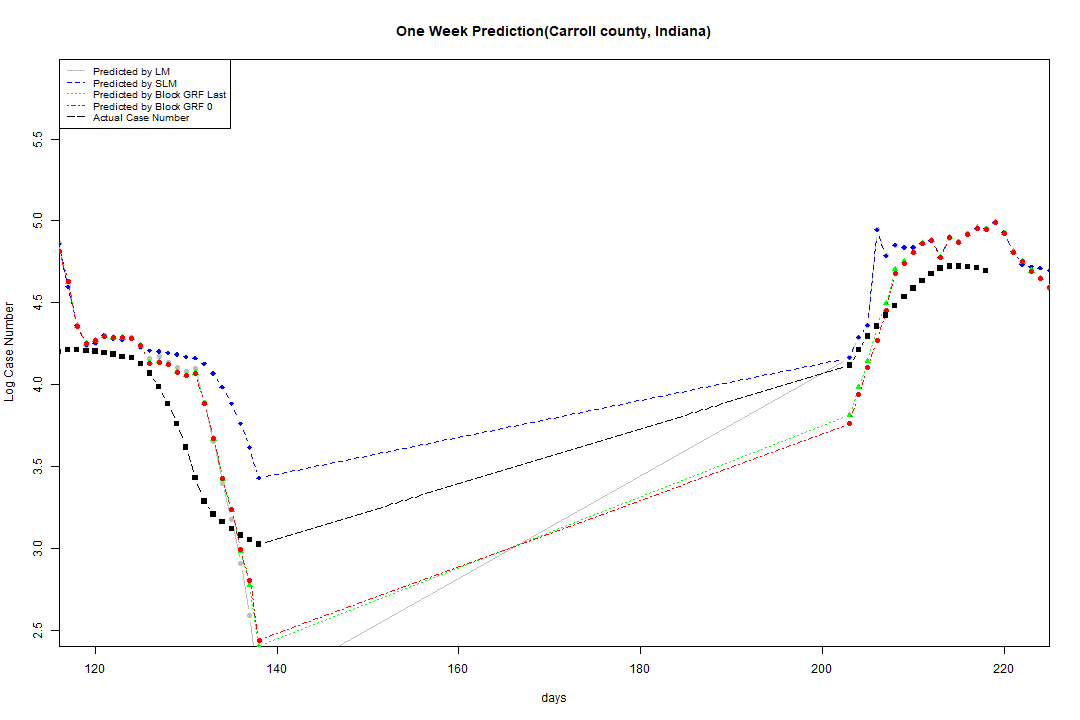 One Week Prediction(Carroll county, Indiana)
Predicted by LM
Predicted by SLM
Predicted by Block GRF Last
Predicted by Block GRF 0
Actual Case Number
Log Case Number
5.5
5.0
4.5
4.0
3.5
3.0
2.5
120 140 160 180 200 220
days